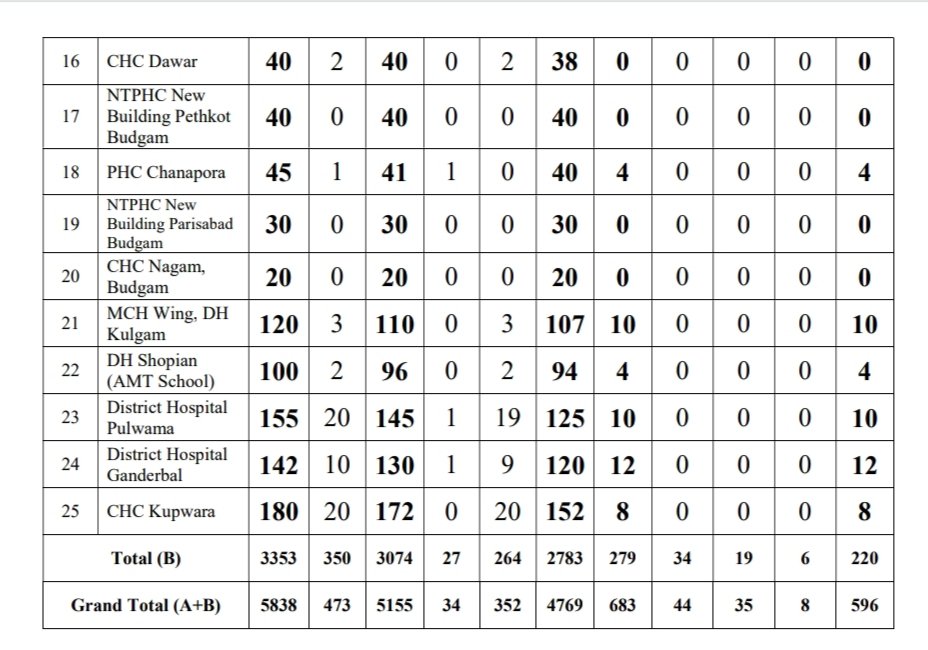 16 CHC Dawar 40 2 40 0 2 38 0 0 0 0 0
NTPHC New
17 Building Pethkot 40 0 40 0 0 40 0 0 0 0 0
Budgam
18 PHC Chanapora 45 1 41 1 0 40 4 0 0 0 4
NTPHC New
19 Building Parisabad 30 0 30 0 0 30 0 0 0 0 0
Budgam
20 CHC Nagam, 20 0 20 0 0 20 0 0 0 0 0
Budgam
21 MCH Wing, DH 120 3 110 0 3 107 10 0 0 0 10
Kulgam
22 DH Shopian 100 2 96 0 2 94 4 0 0 0 4
(AMT School)
23 District Hospital 155 20 145 1 19 125 10 0 0 0 10
Pulwama
24 District Hospital 142 10 130 1 9 120 12 0 0 0 12
Ganderbal
25 CHC Kupwara 180 20 172 0 20 152 8 0 0 0 8
Total (B) 3353 350 3074 27 264 2783 279 34 19 6 220
Grand Total (A+B) 5838 473 5155 34 352 4769 683 44 35 8 596